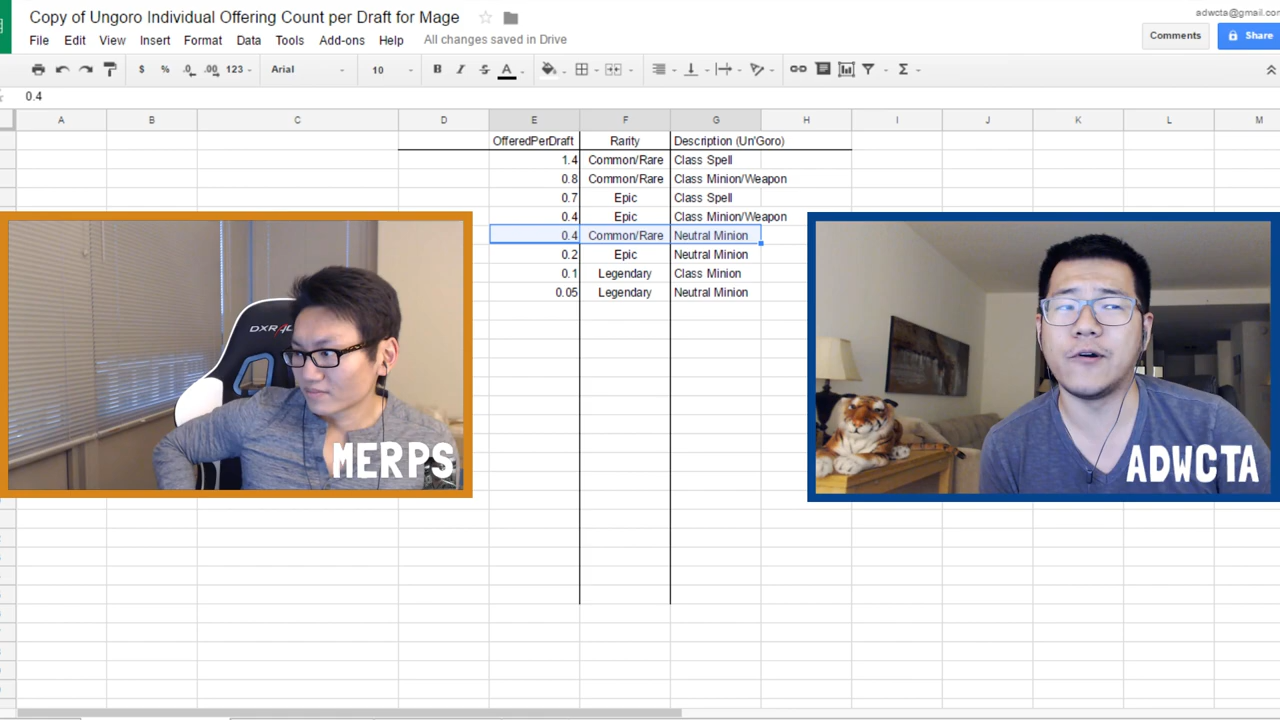 Copy of Ungoro Individual Offering Count per Draft for Mage
adwcta@gmail.com
File Edit View Insert Format Data Tools Add-ons Help All changes saved in Drive
Comments Share
$ % .0 .00 123 Arial 10 B I S A Σ
0.4
A B C D E F G H I J K L M
OfferedPerDraft Rarity Description (Un'Goro)
1.4 Common/Rare Class Spell
0.8 Common/Rare Class Minion/Weapon
0.7 Epic Class Spell
0.4 Epic Class Minion/Weapon
0.4 Common/Rare Neutral Minion
0.2 Epic Neutral Minion
0.1 Legendary Class Minion
0.05 Legendary Neutral Minion
MERPS
ADWCTA